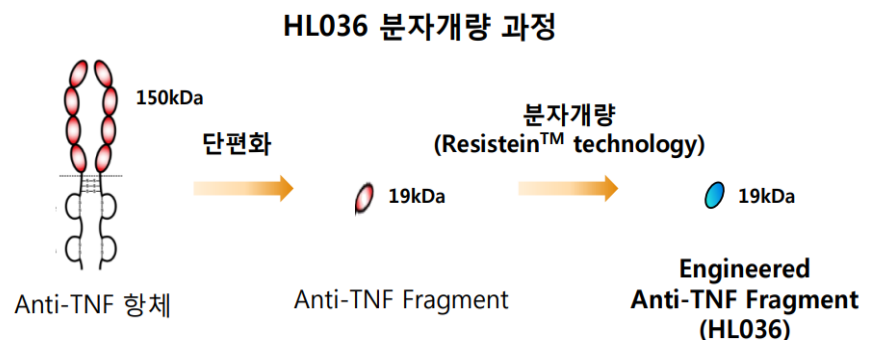 HL036 분자개량 과정
150kDa
단편화
분자개량
(Resistein™ technology)
19kDa
19kDa
Anti-TNF 항체
Anti-TNF Fragment
Engineered
Anti-TNF Fragment
(HL036)